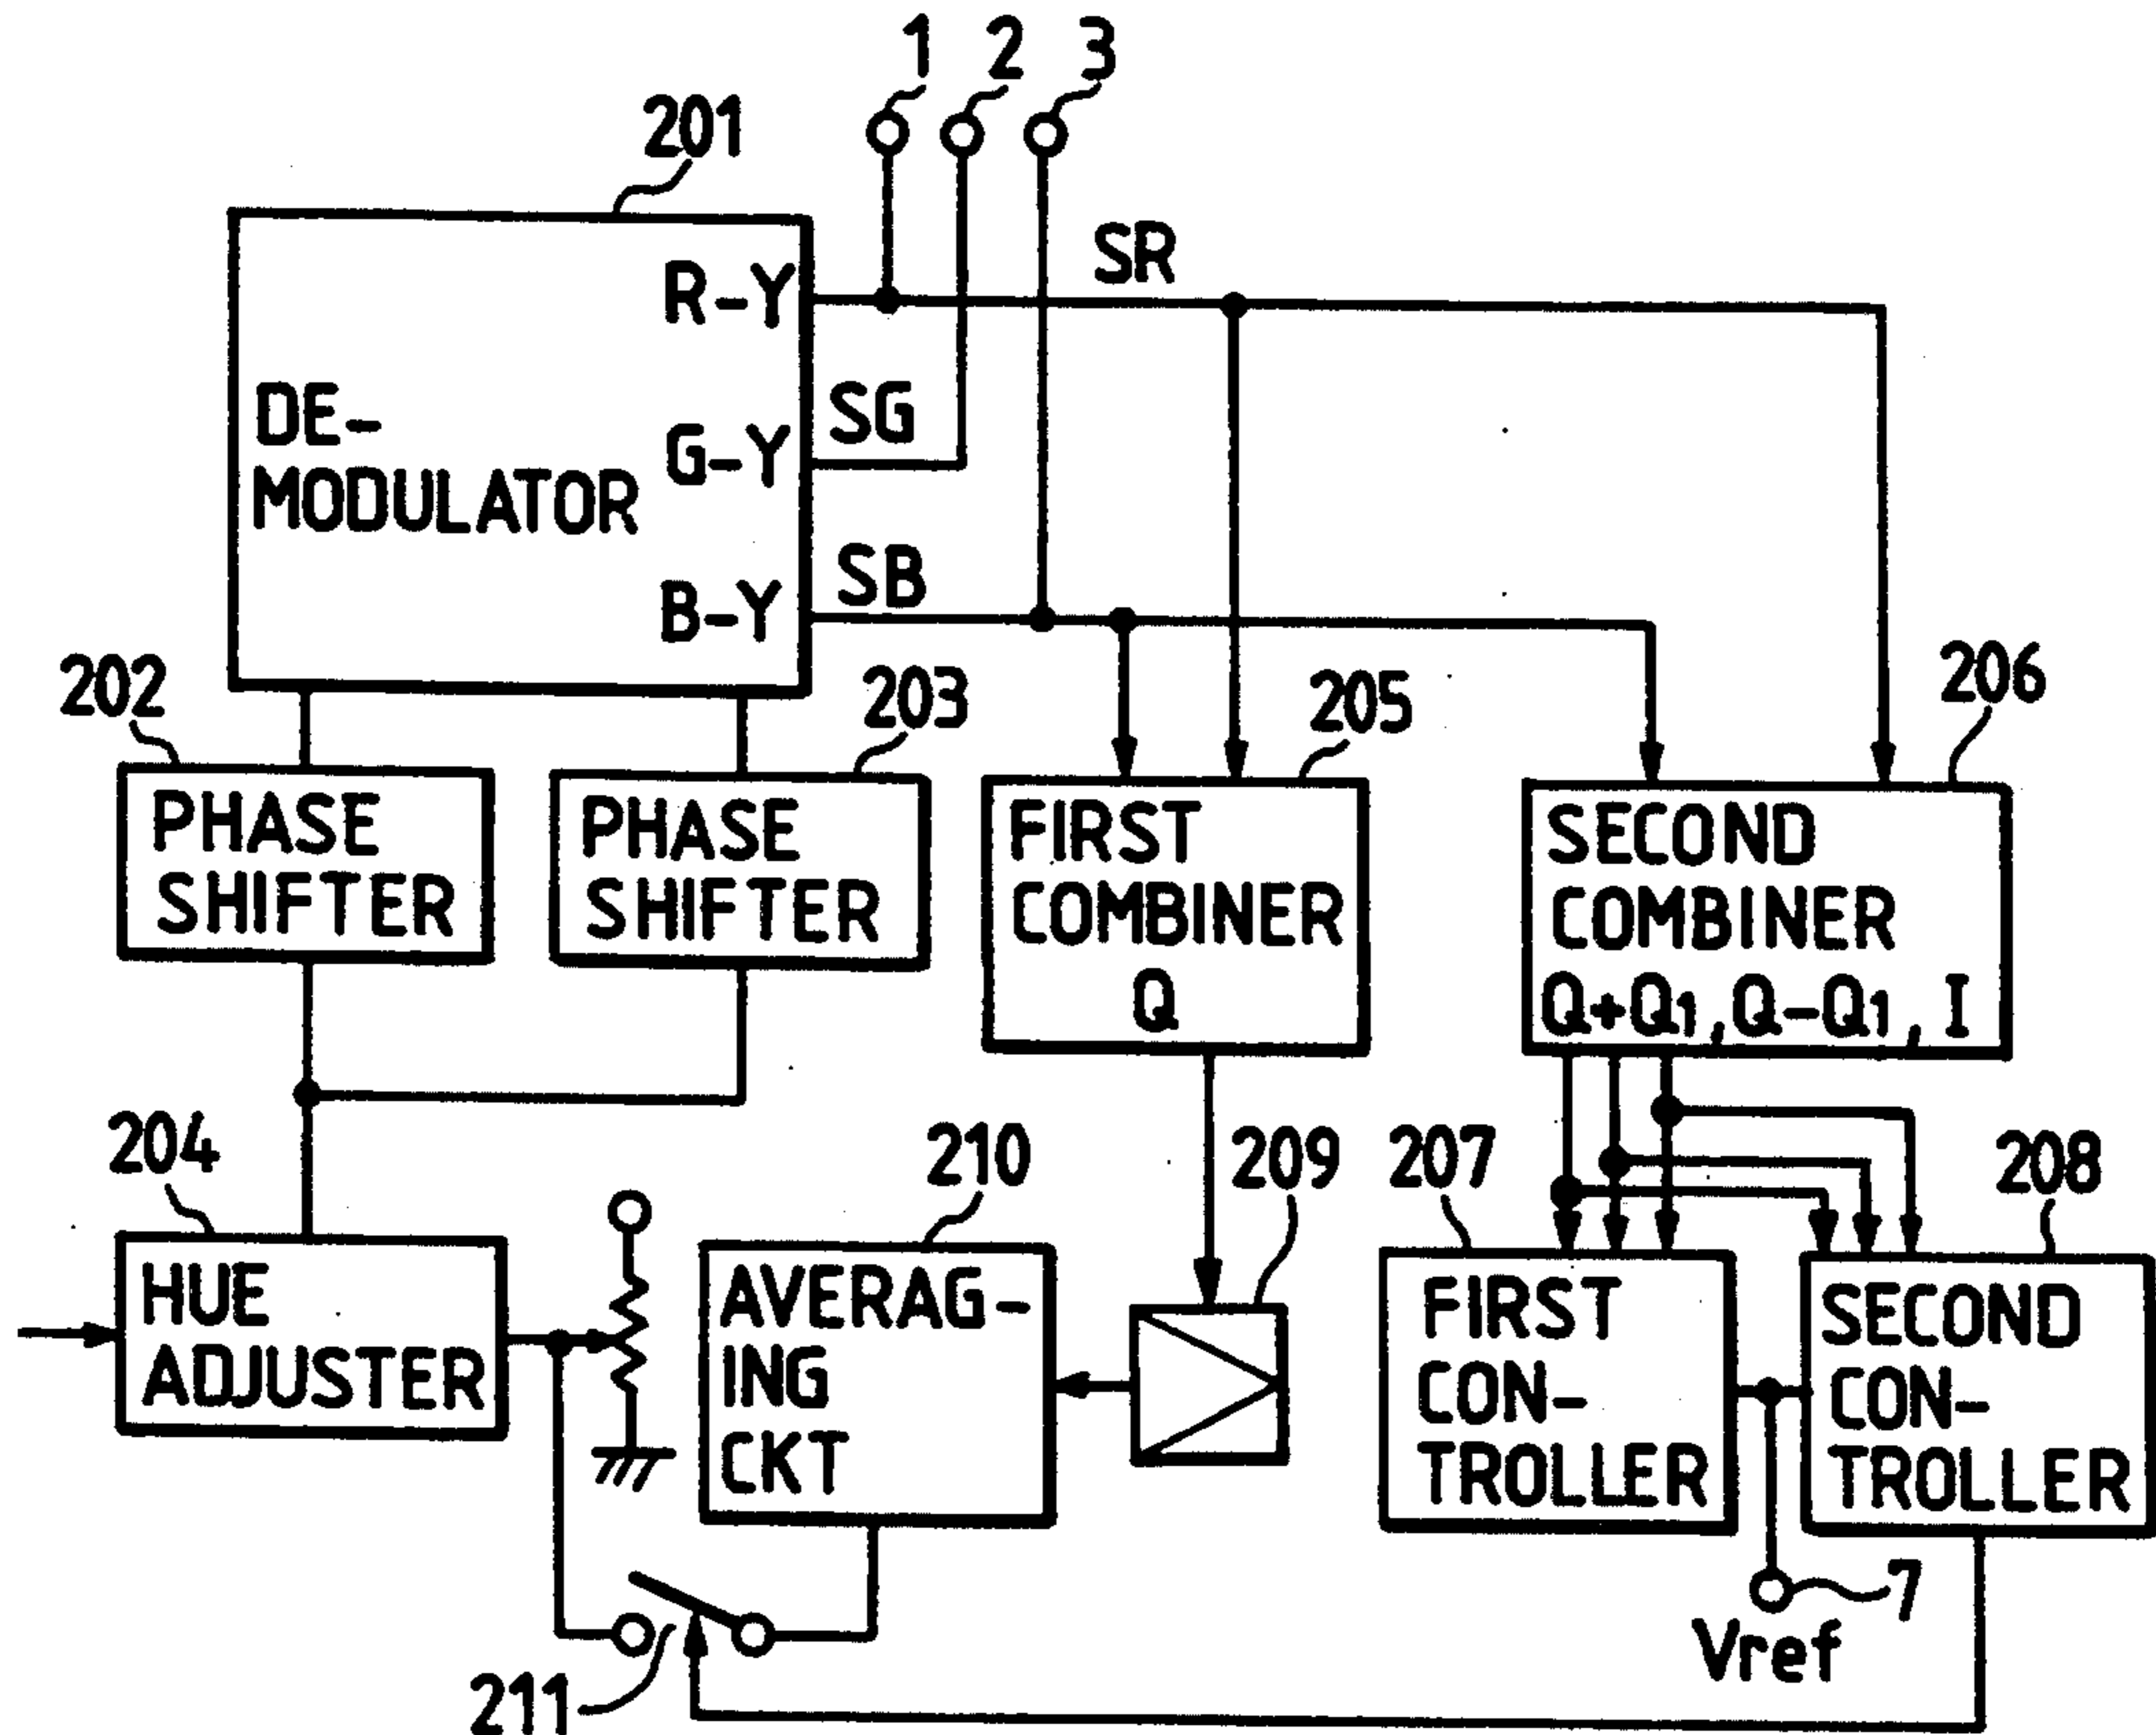 1 2 3
201
SR
R-Y
DE-
MODULATOR
SG
G-Y
SB
B-Y
202
203
205
206
PHASE
SHIFTER
PHASE
SHIFTER
FIRST
COMBINER
Q
SECOND
COMBINER
Q+Q1, Q-Q1, I
204
210
209
207
208
HUE
ADJUSTER
AVERAG-
ING
CKT
FIRST
CON-
TROLLER
SECOND
CON-
TROLLER
7
Vref
211